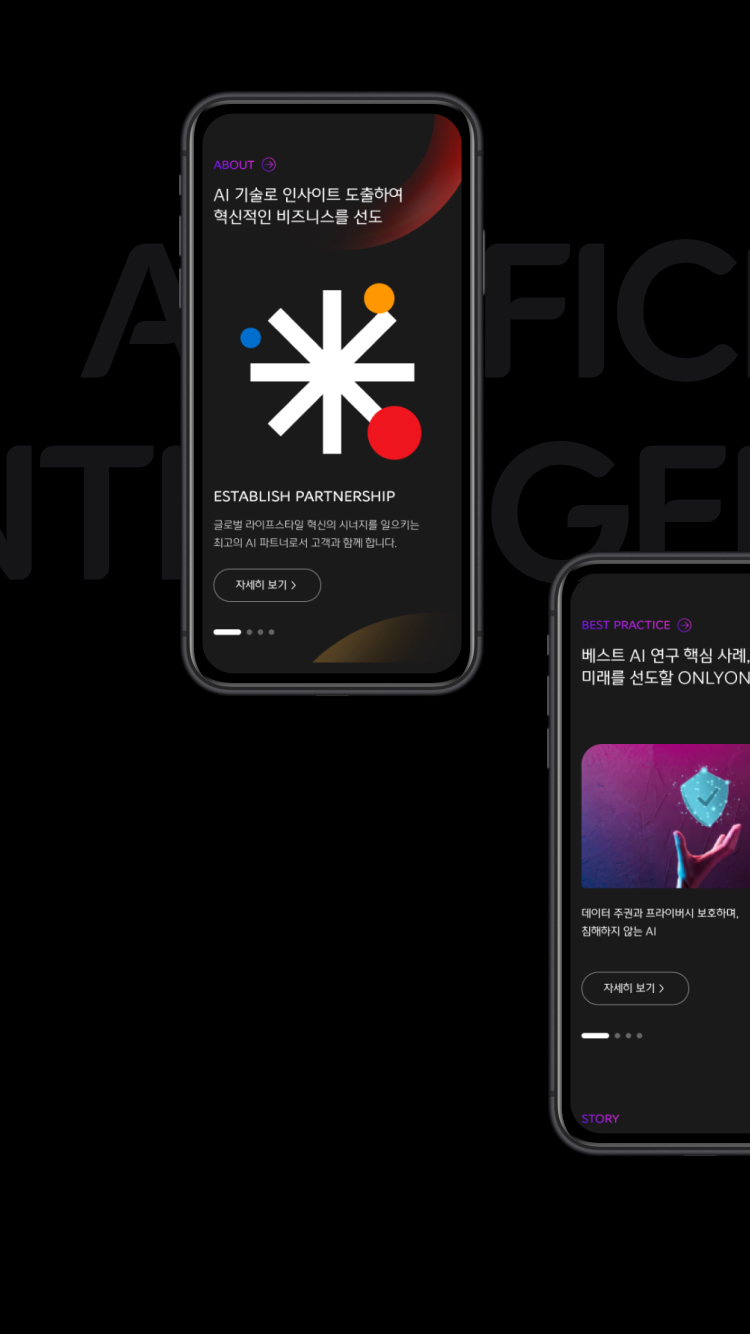 ABOUT
AI 기술로 인사이트 도출하여
혁신적인 비즈니스를 선도
ESTABLISH PARTNERSHIP
글로벌 라이프스타일 혁신의 시너지를 일으키는
최고의 AI 파트너로서 고객과 함께 합니다.
자세히 보기 >
BEST PRACTICE
베스트 AI 연구 핵심 사례,
미래를 선도할 ONLYON
데이터 주권과 프라이버시 보호하며,
침해하지 않는 AI
자세히 보기 >
STORY